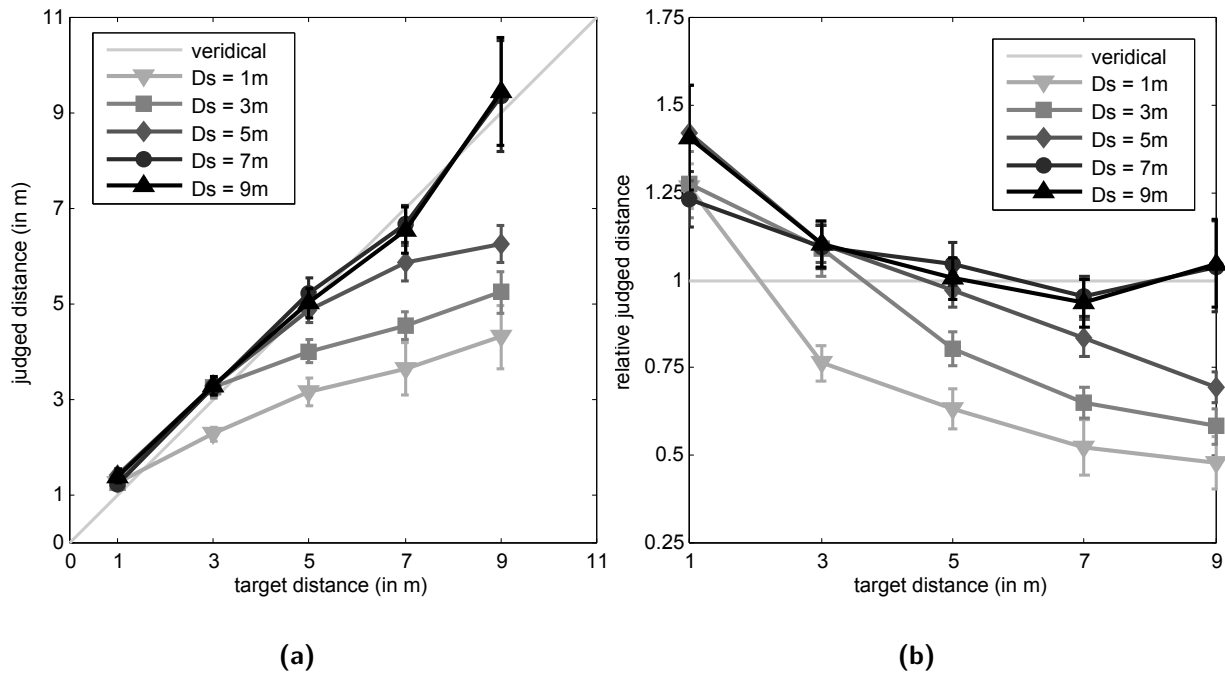 11
9
7
5
3
1
0
judged distance (in m)
veridical
Ds = 1m
Ds = 3m
Ds = 5m
Ds = 7m
Ds = 9m
0 1 3 5 7 9 11
target distance (in m)
(a)
1.75
1.5
1.25
1
0.75
0.5
0.25
relative judged distance
veridical
Ds = 1m
Ds = 3m
Ds = 5m
Ds = 7m
Ds = 9m
1 3 5 7 9
target distance (in m)
(b)